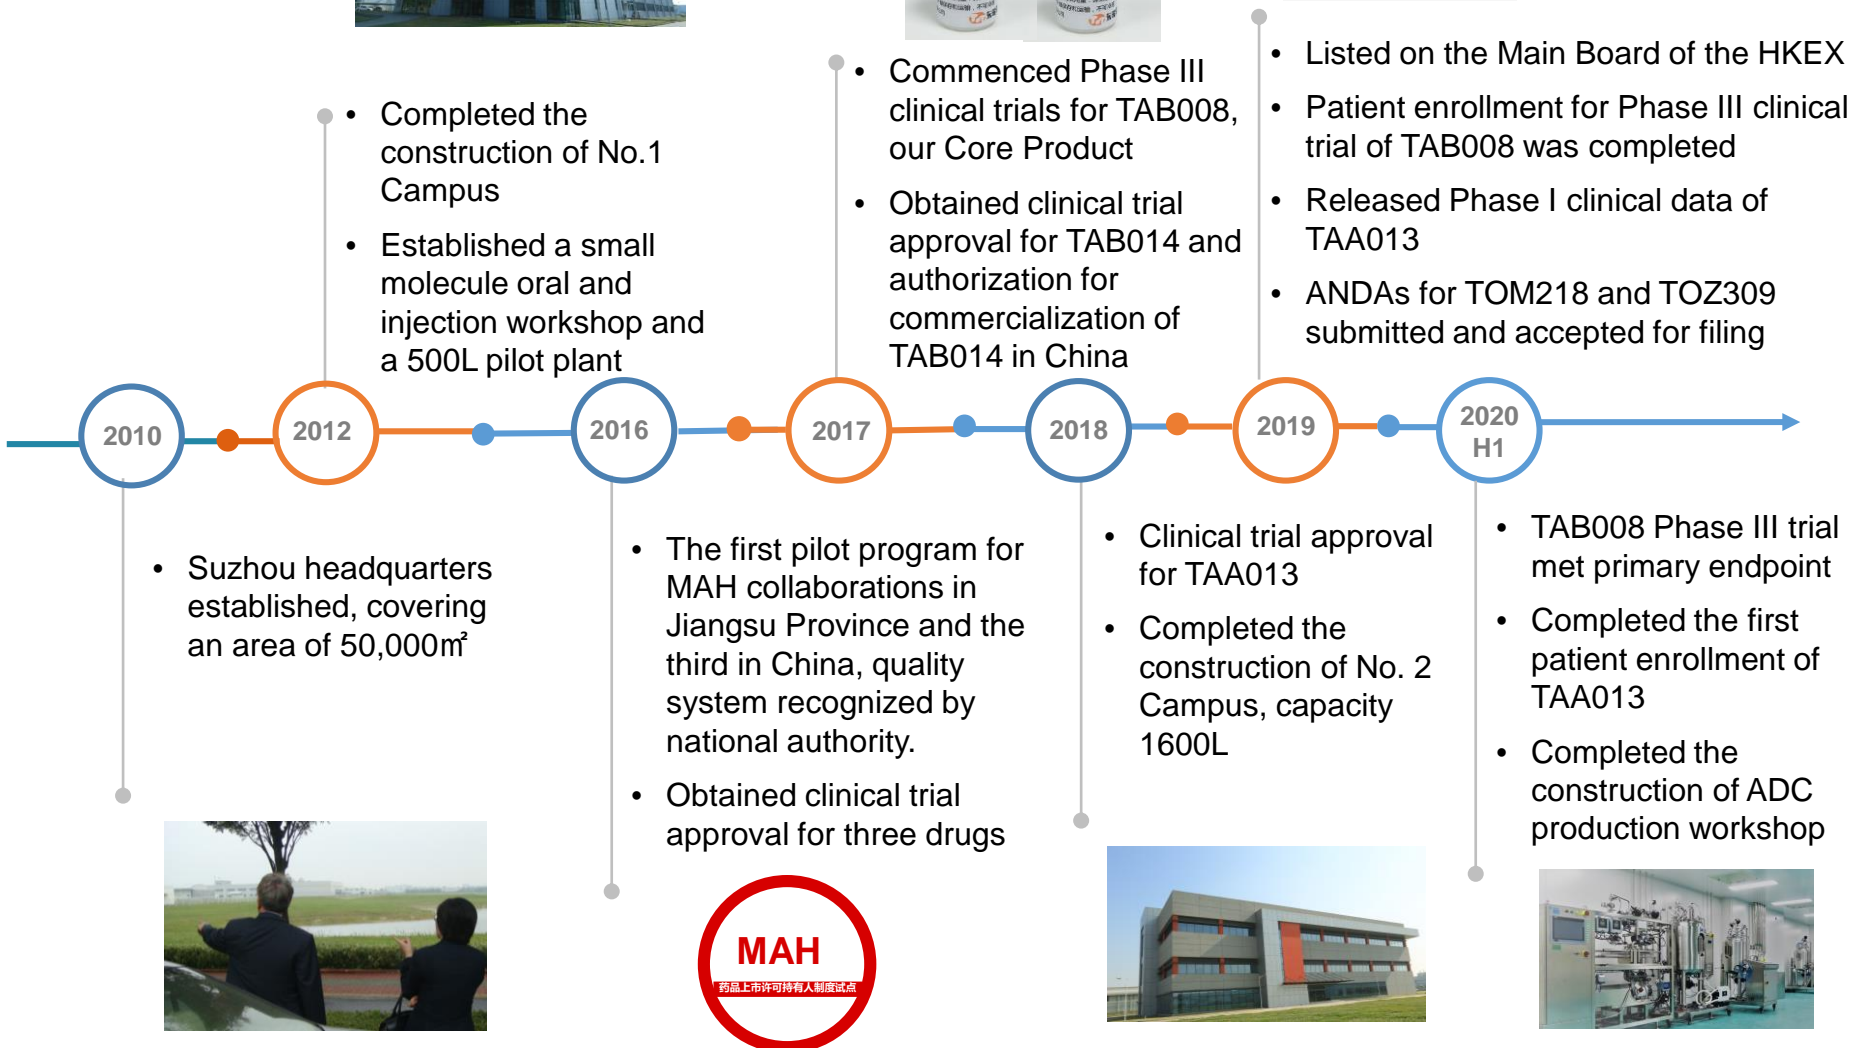 • Completed the
construction of No.1
Campus
• Established a small
molecule oral and
injection workshop and
a 500L pilot plant
• Commenced Phase III
clinical trials for TAB008,
our Core Product
• Obtained clinical trial
approval for TAB014 and
authorization for
commercialization of
TAB014 in China
• Listed on the Main Board of the HKEX
• Patient enrollment for Phase III clinical
trial of TAB008 was completed
• Released Phase I clinical data of
TAA013
• ANDAs for TOM218 and TOZ309
submitted and accepted for filing
2010
2012
2016
2017
2018
2019
2020
H1
• Suzhou headquarters
established, covering
an area of 50,000㎡
• The first pilot program for
MAH collaborations in
Jiangsu Province and the
third in China, quality
system recognized by
national authority.
• Obtained clinical trial
approval for three drugs
MAH
药品上市许可持有人制度试点
• Clinical trial approval
for TAA013
• Completed the
construction of No. 2
Campus, capacity
1600L
• TAB008 Phase III trial
met primary endpoint
• Completed the first
patient enrollment of
TAA013
• Completed the
construction of ADC
production workshop